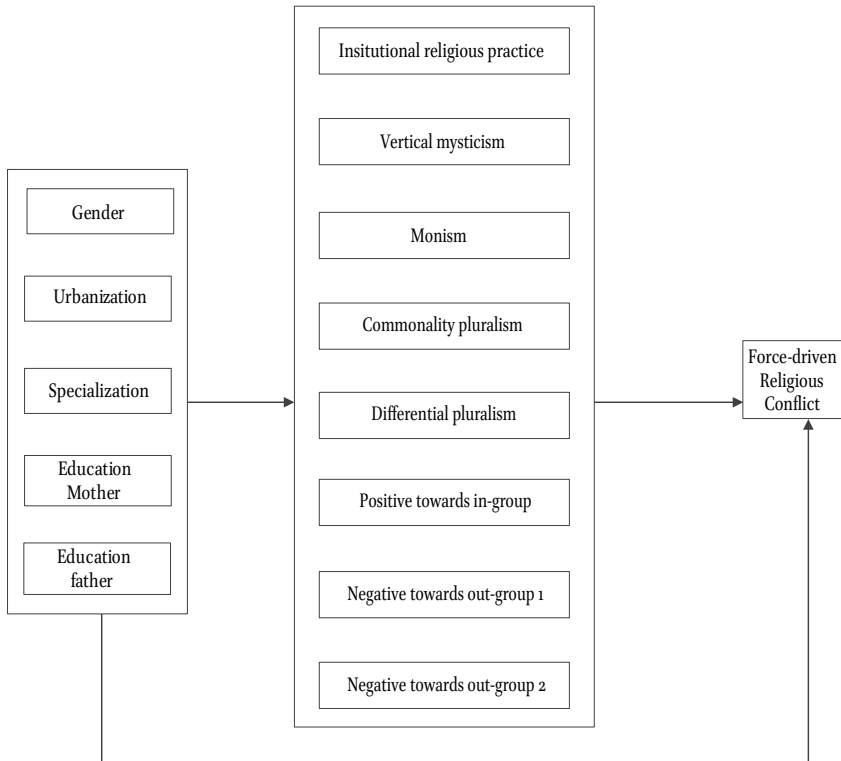 Gender
Urbanization
Specialization
Education
Mother
Education
father
Insitutional religious practice
Vertical mysticism
Monism
Commonality pluralism
Differential pluralism
Positive towards in-group
Negative towards out-group 1
Negative towards out-group 2
Force-driven
Religious
Conflict